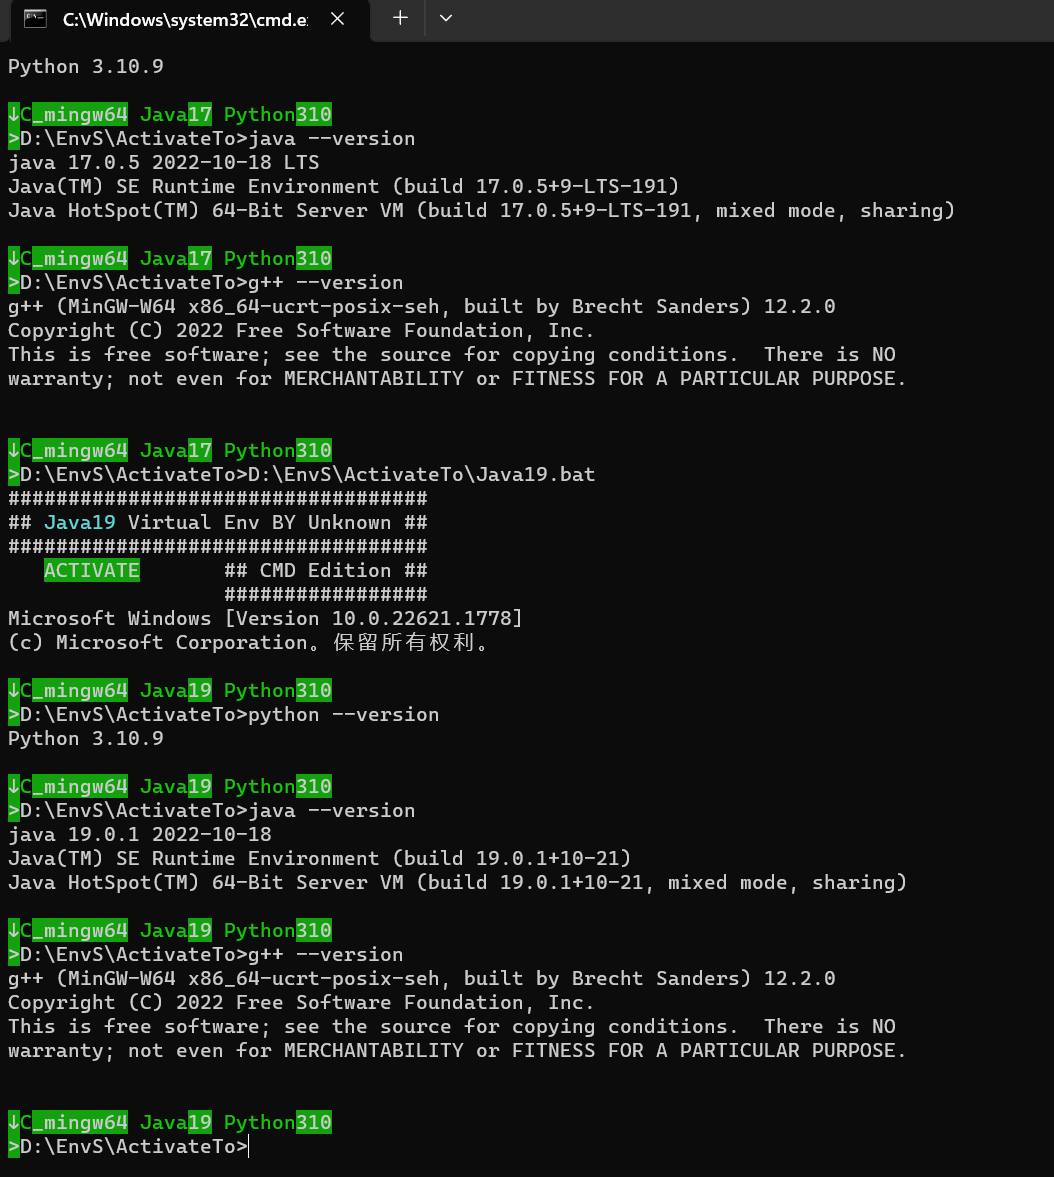 C:\Windows\system32\cmd.e
Python 3.10.9
↓C_mingw64 Java17 Python310
>D:\EnvS\ActivateTo>java --version
java 17.0.5 2022-10-18 LTS
Java(TM) SE Runtime Environment (build 17.0.5+9-LTS-191)
Java HotSpot(TM) 64-Bit Server VM (build 17.0.5+9-LTS-191, mixed mode, sharing)
↓C_mingw64 Java17 Python310
>D:\EnvS\ActivateTo>g++ --version
g++ (MinGW-W64 x86_64-ucrt-posix-seh, built by Brecht Sanders) 12.2.0
Copyright (C) 2022 Free Software Foundation, Inc.
This is free software; see the source for copying conditions.  There is NO
warranty; not even for MERCHANTABILITY or FITNESS FOR A PARTICULAR PURPOSE.
↓C_mingw64 Java17 Python310
>D:\EnvS\ActivateTo>D:\EnvS\ActivateTo\Java19.bat
###################################
## Java19 Virtual Env BY Unknown ##
###################################
ACTIVATE       ## CMD Edition ##
#################
Microsoft Windows [Version 10.0.22621.1778]
(c) Microsoft Corporation。保留所有权利。
↓C_mingw64 Java19 Python310
>D:\EnvS\ActivateTo>python --version
Python 3.10.9
↓C_mingw64 Java19 Python310
>D:\EnvS\ActivateTo>java --version
java 19.0.1 2022-10-18
Java(TM) SE Runtime Environment (build 19.0.1+10-21)
Java HotSpot(TM) 64-Bit Server VM (build 19.0.1+10-21, mixed mode, sharing)
↓C_mingw64 Java19 Python310
>D:\EnvS\ActivateTo>g++ --version
g++ (MinGW-W64 x86_64-ucrt-posix-seh, built by Brecht Sanders) 12.2.0
Copyright (C) 2022 Free Software Foundation, Inc.
This is free software; see the source for copying conditions.  There is NO
warranty; not even for MERCHANTABILITY or FITNESS FOR A PARTICULAR PURPOSE.
↓C_mingw64 Java19 Python310
>D:\EnvS\ActivateTo>